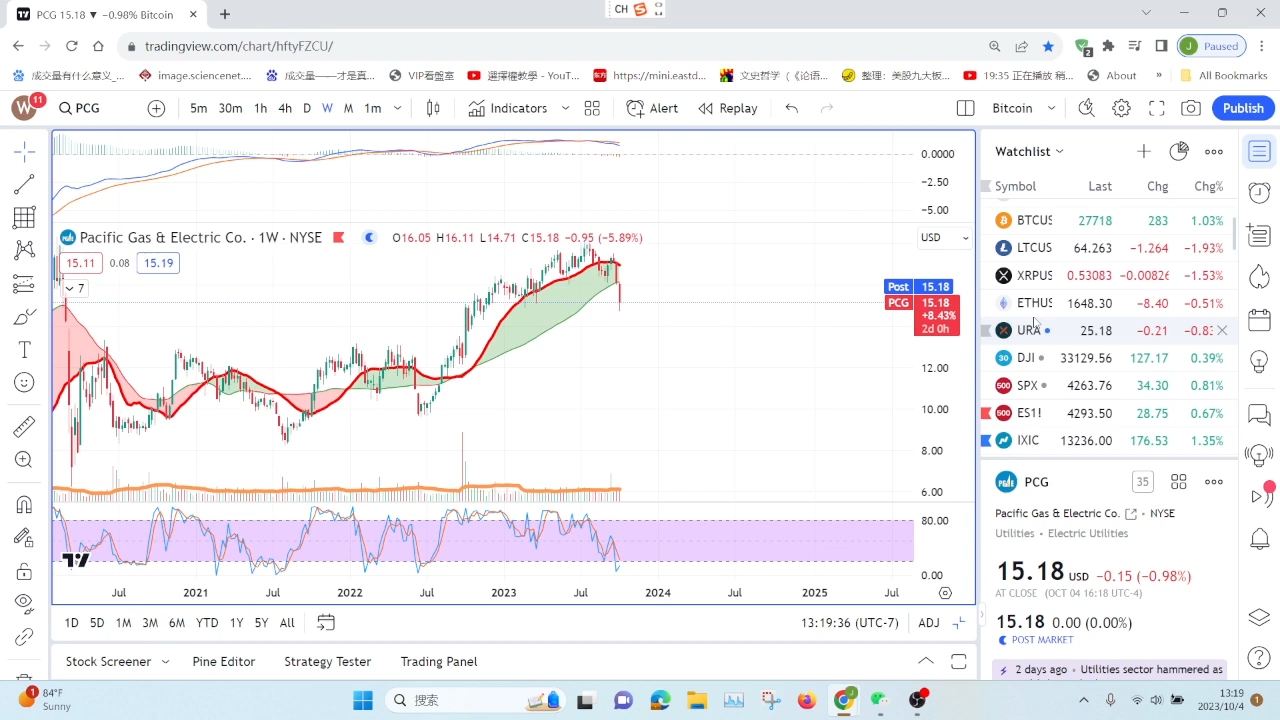 PCG 15.18 ▼ −0.98% Bitcoin
CH
tradingview.com/chart/hftyFZCU/
2
J Paused
成交量有什么意义_...
image.sciencenet....
成交量——才是真...
VIP看盤室
選擇權教學 - YouT...
https://mini.eastd...
文史哲学（《论语...
整理：美股九大板...
19:35 正在播放 稍...
About
»
All Bookmarks
W
11
PCG
5m
30m
1h
4h
D
W
M
1m
Indicators
Alert
Replay
Bitcoin
Publish
0.0000
−2.50
−5.00
Pacific Gas & Electric Co. · 1W · NYSE
O16.05 H16.11 L14.71 C15.18 −0.95 (−5.89%)
USD
15.11
0.08
15.19
7
Post 15.18
PCG 15.18
+8.43%
2d 0h
12.00
10.00
8.00
6.00
80.00
0.00
Jul
2021
Jul
2022
Jul
2023
Jul
2024
Jul
2025
Jul
1D
5D
1M
3M
6M
YTD
1Y
5Y
All
13:19:36 (UTC-7)
ADJ
Stock Screener
Pine Editor
Strategy Tester
Trading Panel
Watchlist
Symbol Last Chg Chg%
BTCUS 27718 283 1.03%
LTCUS 64.263 −1.264 −1.93%
XRPUS 0.53083 −0.00826 −1.53%
ETHUS 1648.30 −8.40 −0.51%
URA 25.18 −0.21 −0.83
30 DJI 33129.56 127.17 0.39%
500 SPX 4263.76 34.30 0.81%
500 ES1! 4293.50 28.75 0.67%
IXIC 13236.00 176.53 1.35%
PCG
35
Pacific Gas & Electric Co. • NYSE
Utilities • Electric Utilities
15.18 USD −0.15 (−0.98%)
AT CLOSE (OCT 04 16:18 UTC-4)
15.18 0.00 (0.00%)
POST MARKET
2 days ago • Utilities sector hammered as
1
84°F
Sunny
搜索
13:19
2023/10/4
1